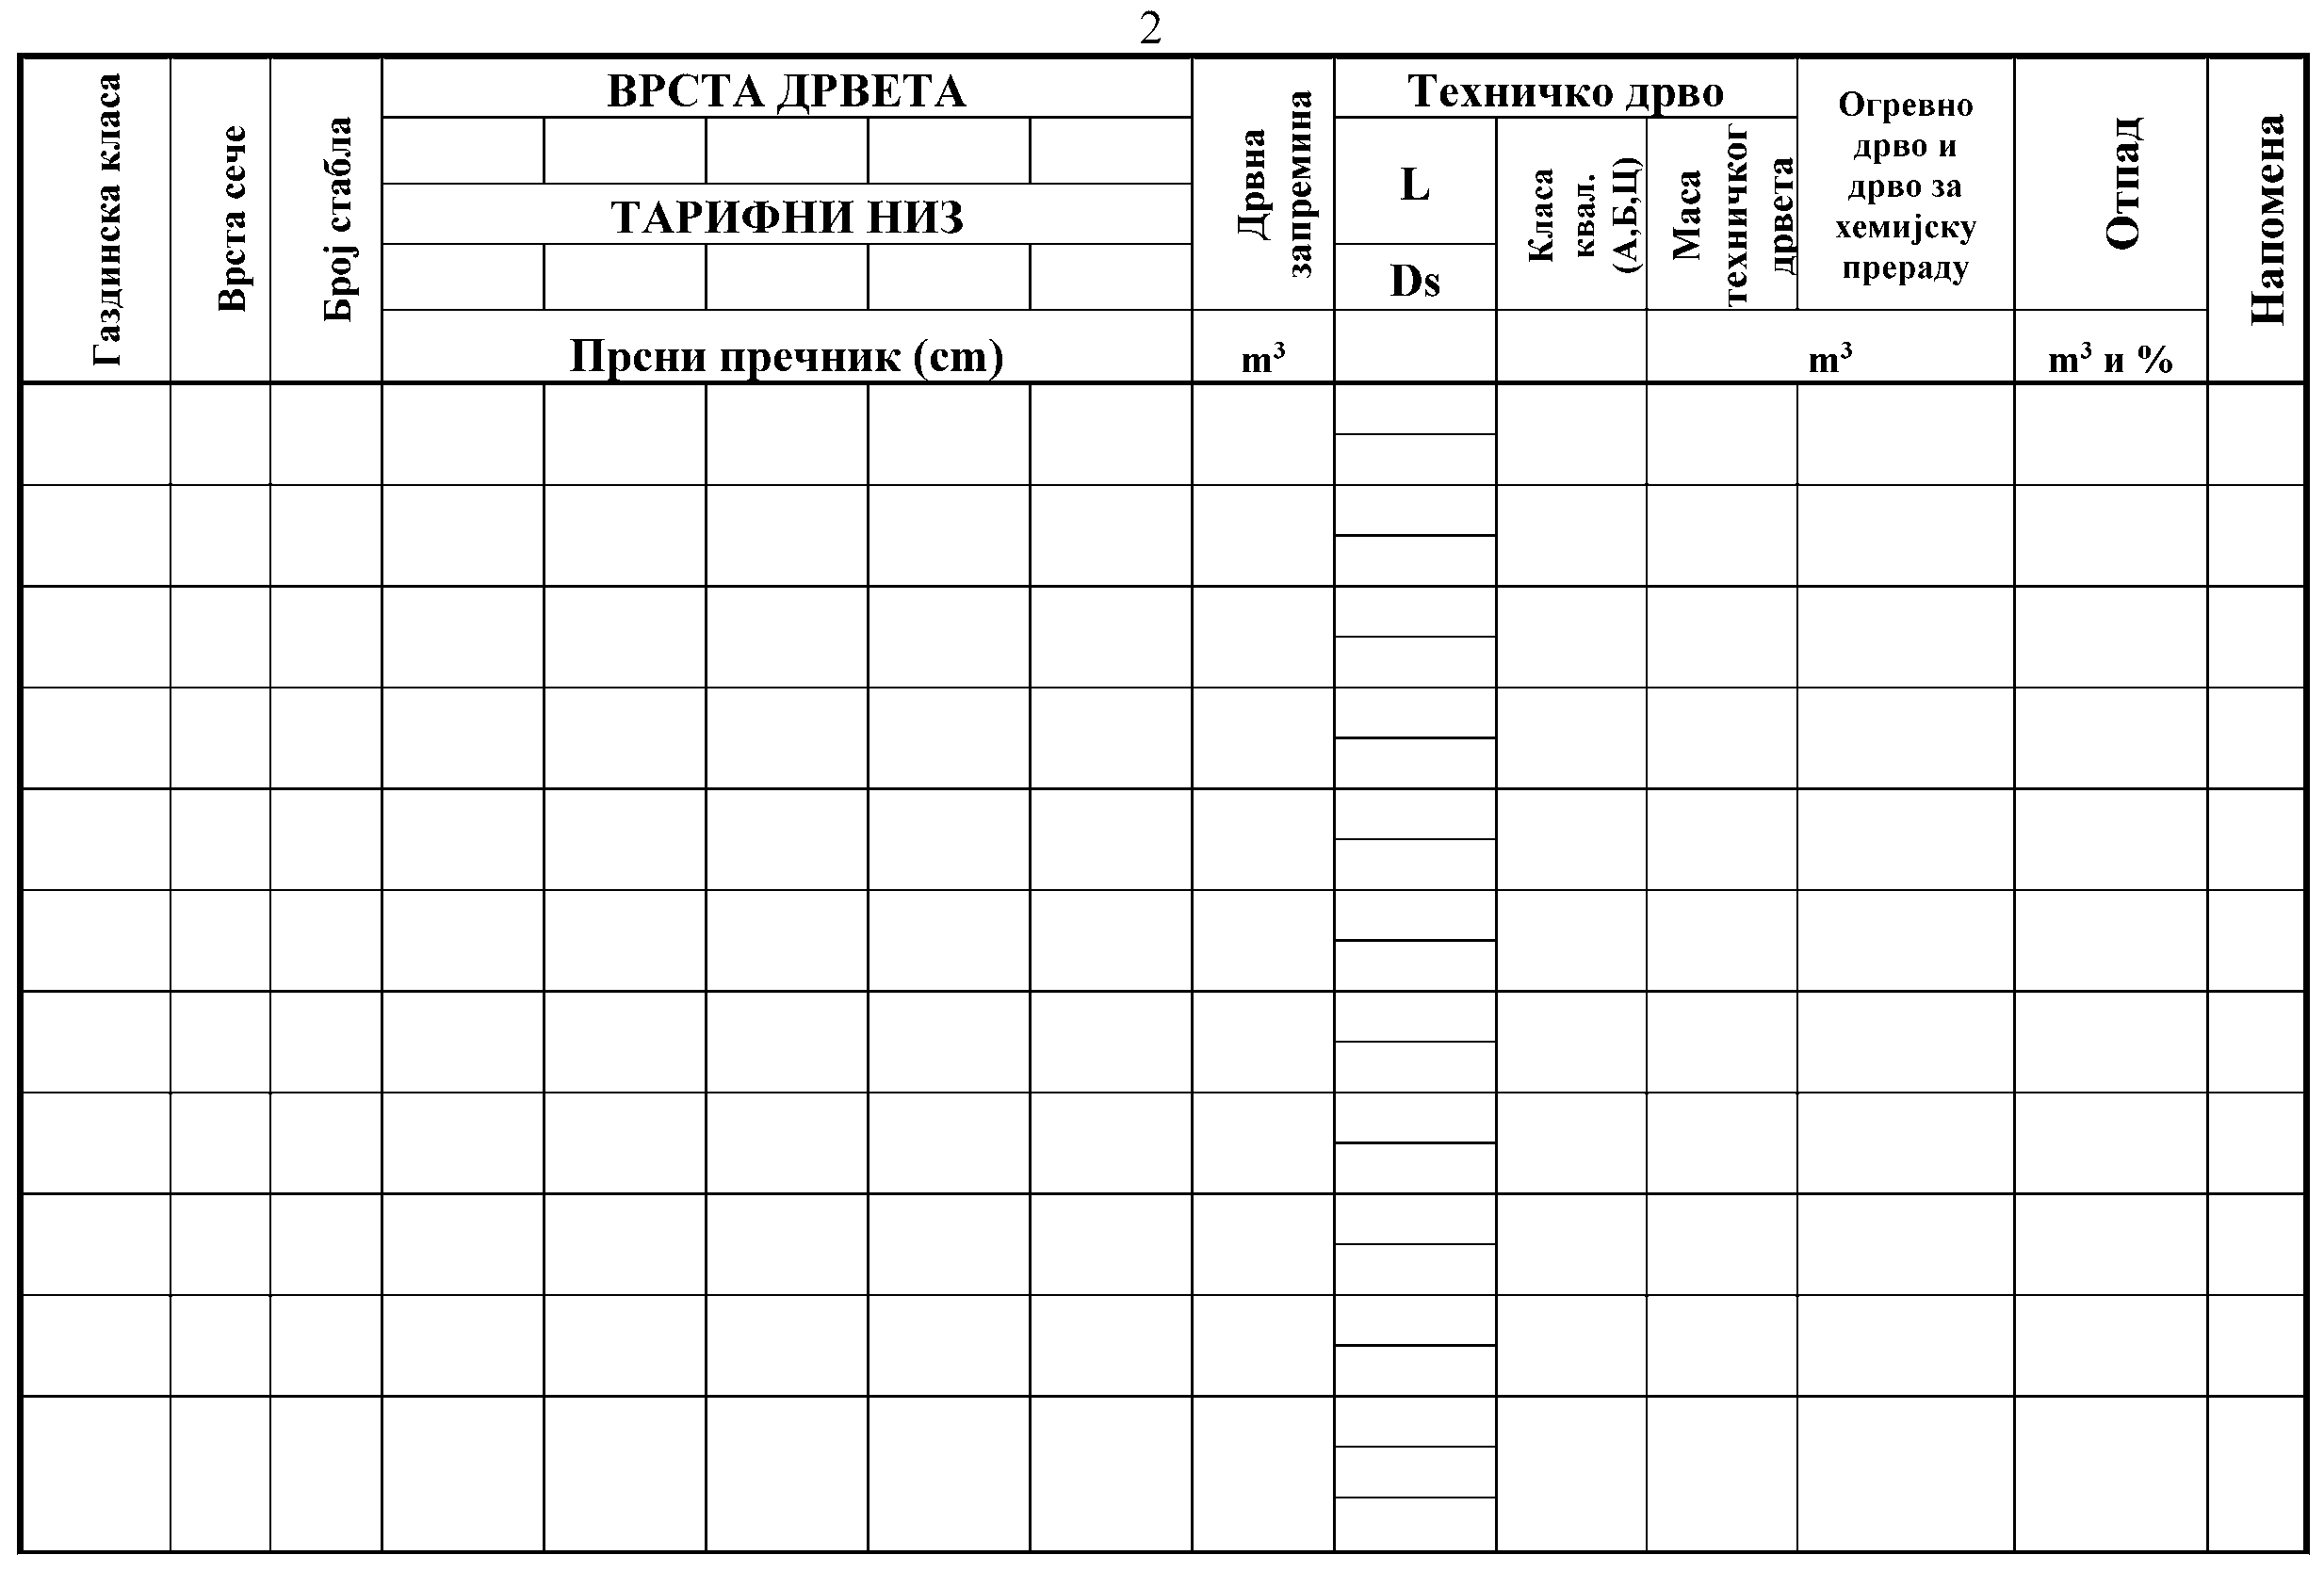 2
Газдинска класа
Врста сече
Број стабла
ВРСТА ДРВЕТА
ТАРИФНИ НИЗ
Прсни пречник (cm)
Дрвна
запремина
m³
Техничко дрво
L
Ds
Класа
квал.
(А,Б,Ц)
Маса
техничког
дрвета
Огревно
дрво и
дрво за
хемијску
прераду
m³
Отпад
m³ и %
Напомена